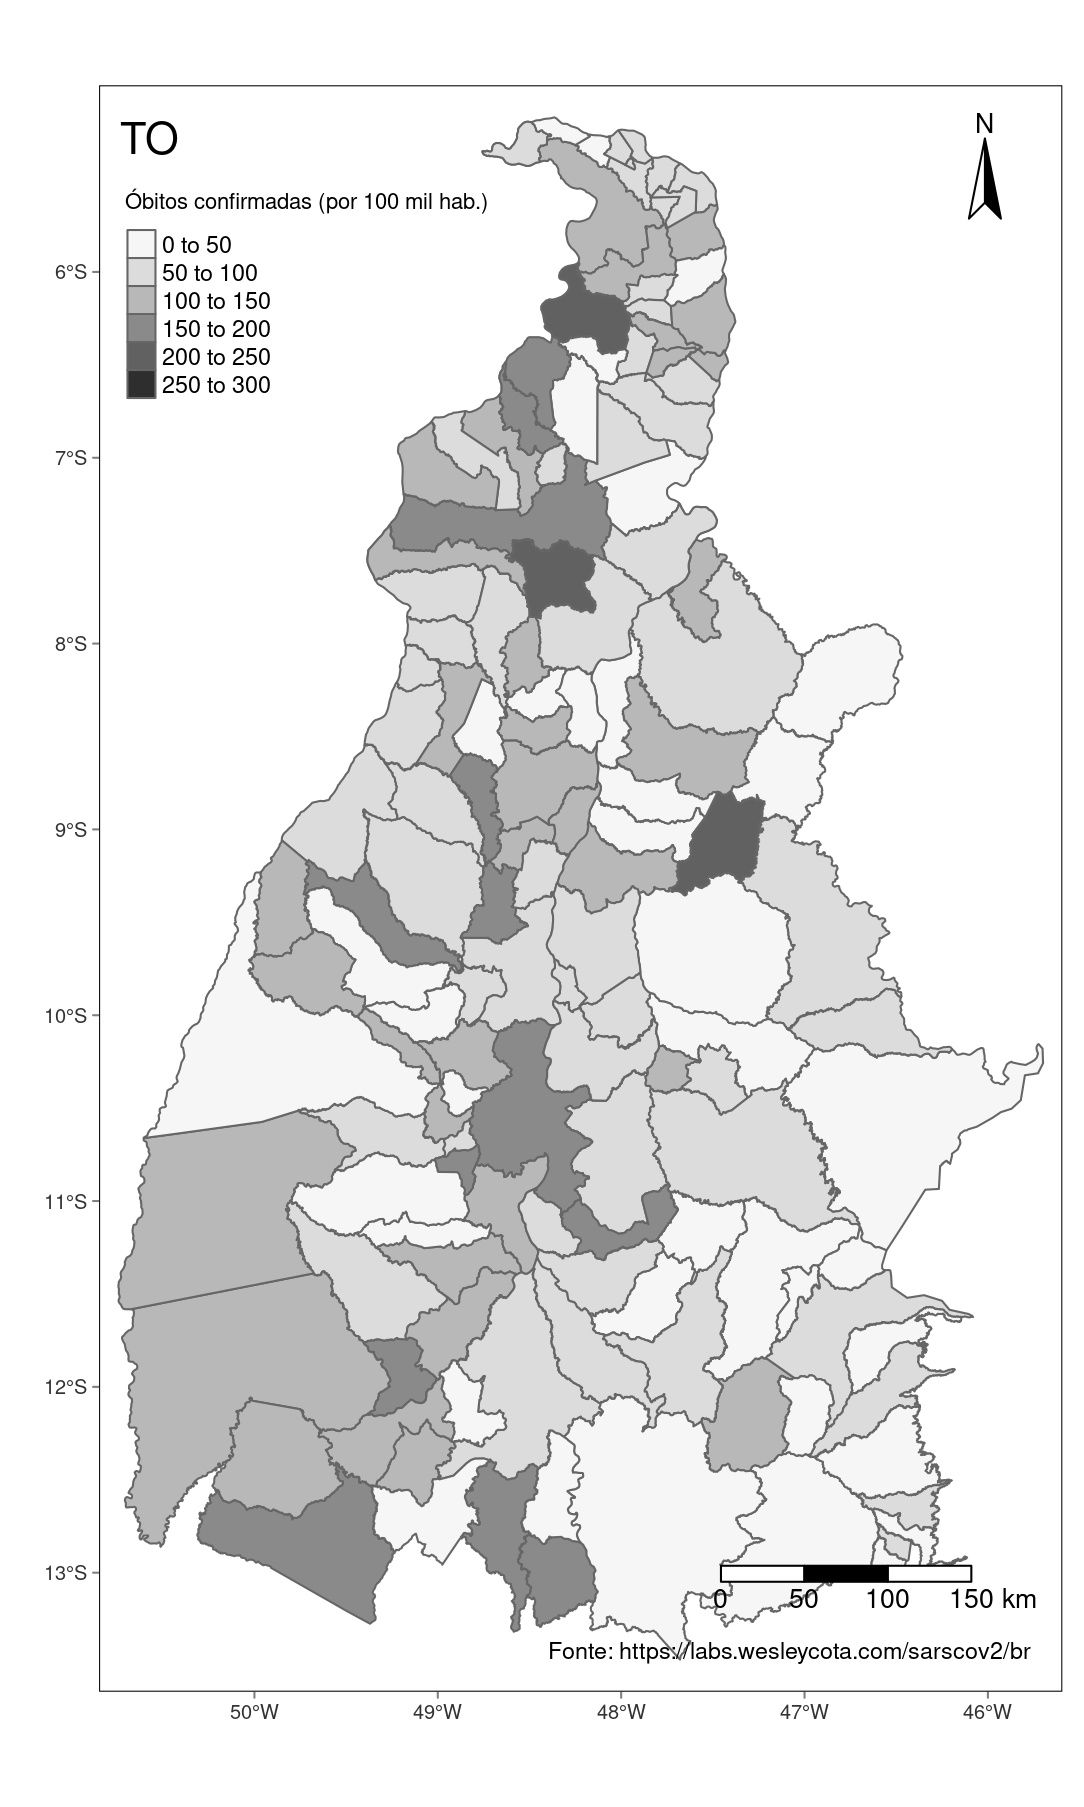 TO
N
Óbitos confirmadas (por 100 mil hab.)
0 to 50
50 to 100
100 to 150
150 to 200
200 to 250
250 to 300
6°S
7°S
8°S
9°S
10°S
11°S
12°S
13°S
0 50 100 150 km
Fonte: https://labs.wesleycota.com/sarscov2/br
50°W 49°W 48°W 47°W 46°W